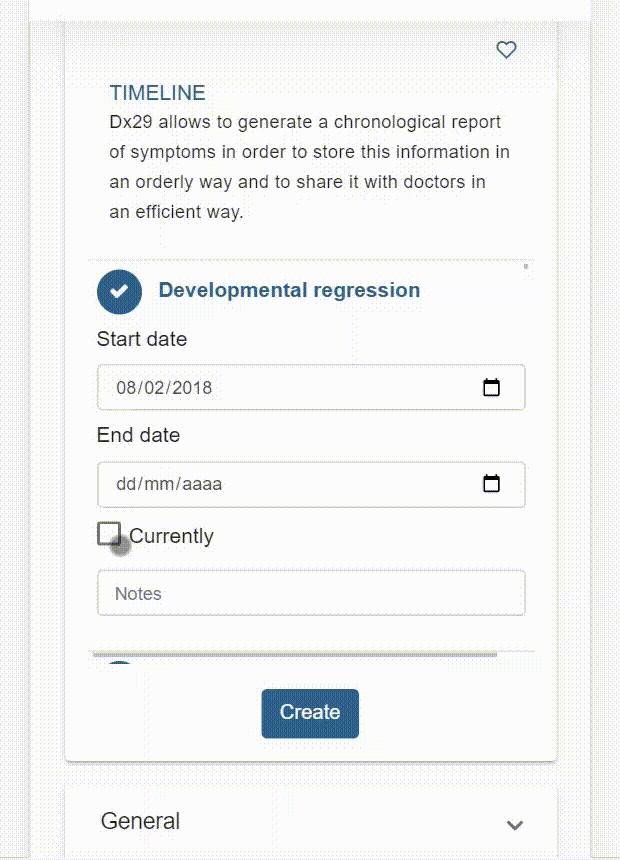 TIMELINE
Dx29 allows to generate a chronological report
of symptoms in order to store this information in
an orderly way and to share it with doctors in
an efficient way.
Developmental regression
Start date
08/02/2018
End date
dd/mm/aaaa
Currently
Notes
Create
General